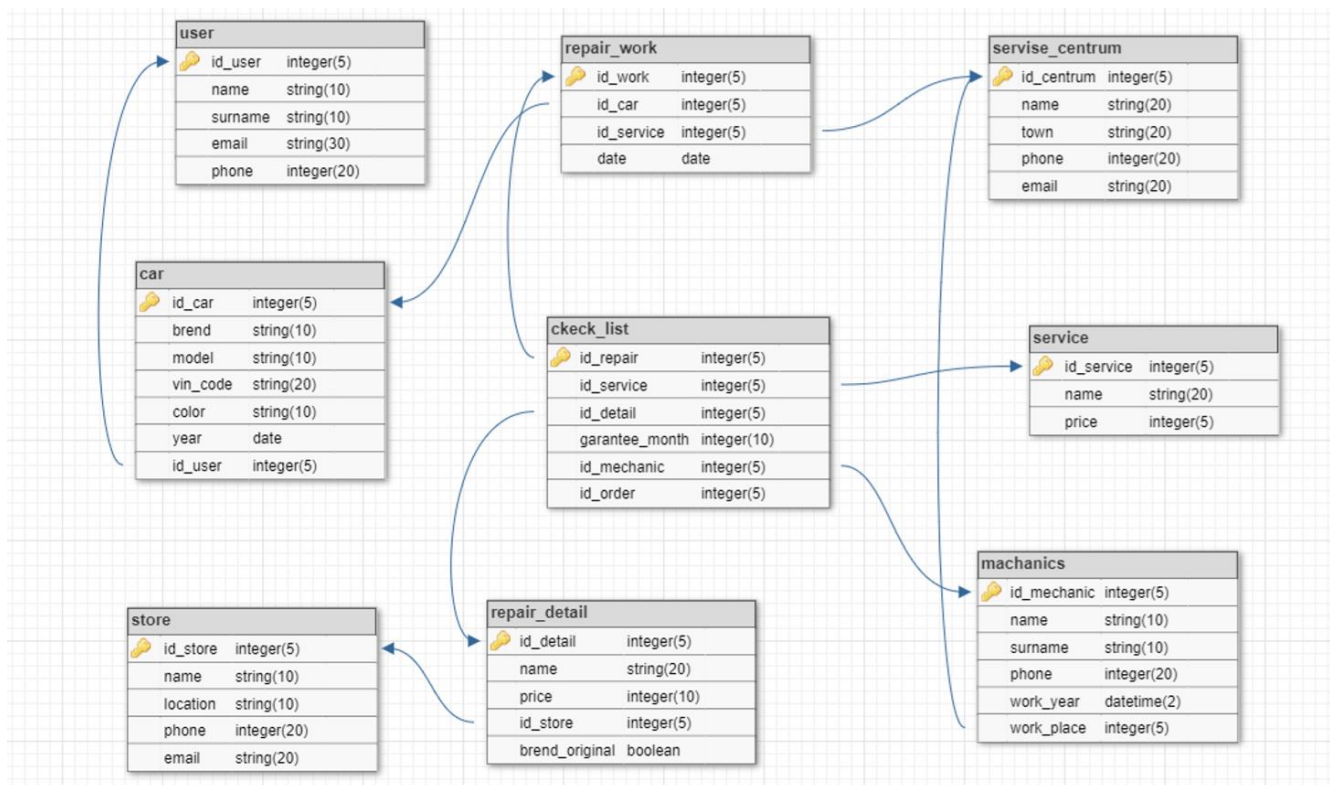 user
id_user integer(5)
name string(10)
surname string(10)
email string(30)
phone integer(20)
repair_work
id_work integer(5)
id_car integer(5)
id_service integer(5)
date date
servise_centrum
id_centrum integer(5)
name string(20)
town string(20)
phone integer(20)
email string(20)
car
id_car integer(5)
brend string(10)
model string(10)
vin_code string(20)
color string(10)
year date
id_user integer(5)
ckeck_list
id_repair integer(5)
id_service integer(5)
id_detail integer(5)
garantee_month integer(10)
id_mechanic integer(5)
id_order integer(5)
service
id_service integer(5)
name string(20)
price integer(5)
store
id_store integer(5)
name string(10)
location string(10)
phone integer(20)
email string(20)
repair_detail
id_detail integer(5)
name string(20)
price integer(10)
id_store integer(5)
brend_original boolean
machanics
id_mechanic integer(5)
name string(10)
surname string(10)
phone integer(20)
work_year datetime(2)
work_place integer(5)